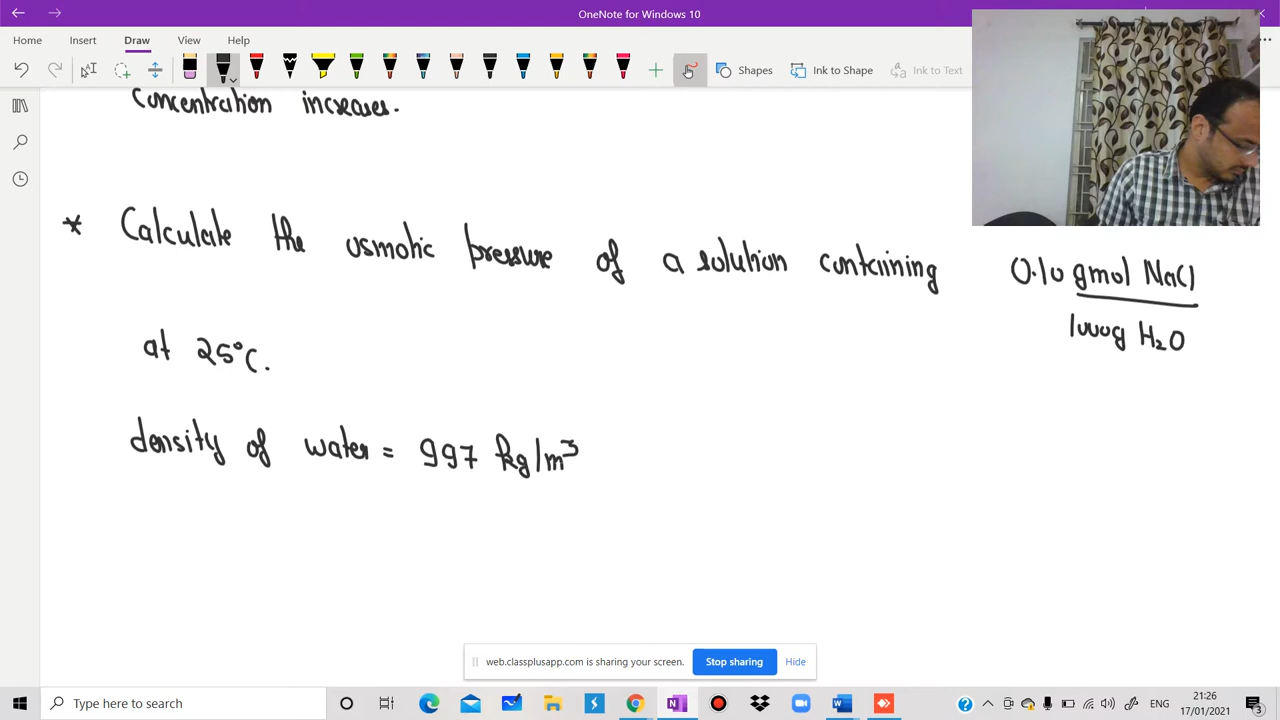 OneNote for Windows 10
Home Insert Draw View Help
Shapes Ink to Shape Ink to Text
Concentration increases.
* Calculate the osmotic pressure of a solution containing 0.10 gmol NaCl
1000g H2O
at 25°C.
density of water = 997 kg/m³
web.classplusapp.com is sharing your screen. Stop sharing Hide
Type here to search
ENG
21:26
17/01/2021
3